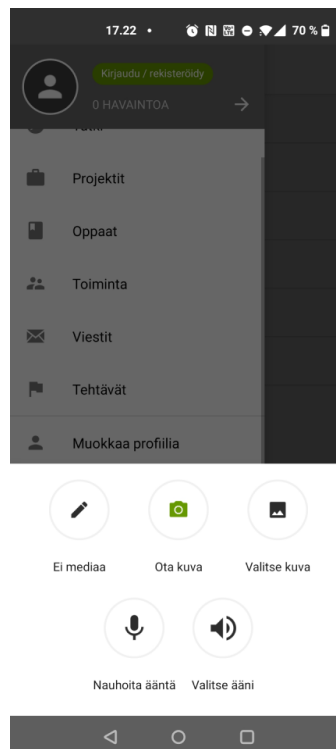 17.22 • 70 %
Kirjaudu / rekisteröidy
0 HAVAINTOA
Tutki
Projektit
Oppaat
Toiminta
Viestit
Tehtävät
Muokkaa profiilia
Ei mediaa Ota kuva Valitse kuva
Nauhoita ääntä Valitse ääni